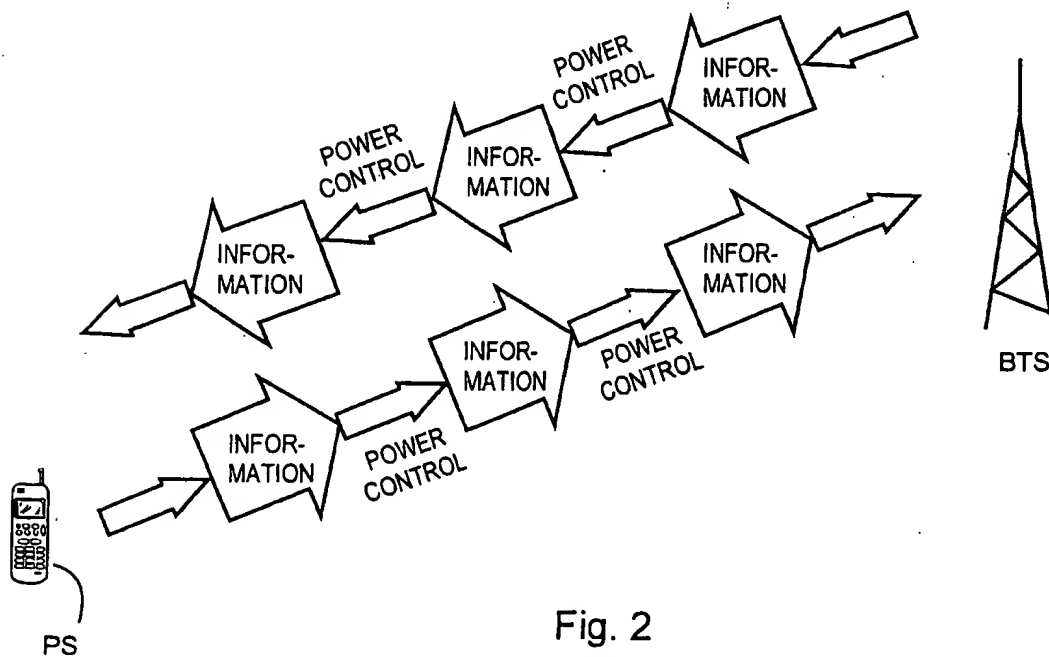 INFOR-
MATION
POWER
CONTROL
INFOR-
MATION
POWER
CONTROL
INFOR-
MATION
INFOR-
MATION
POWER
CONTROL
INFOR-
MATION
POWER
CONTROL
INFOR-
MATION
BTS
PS
Fig. 2